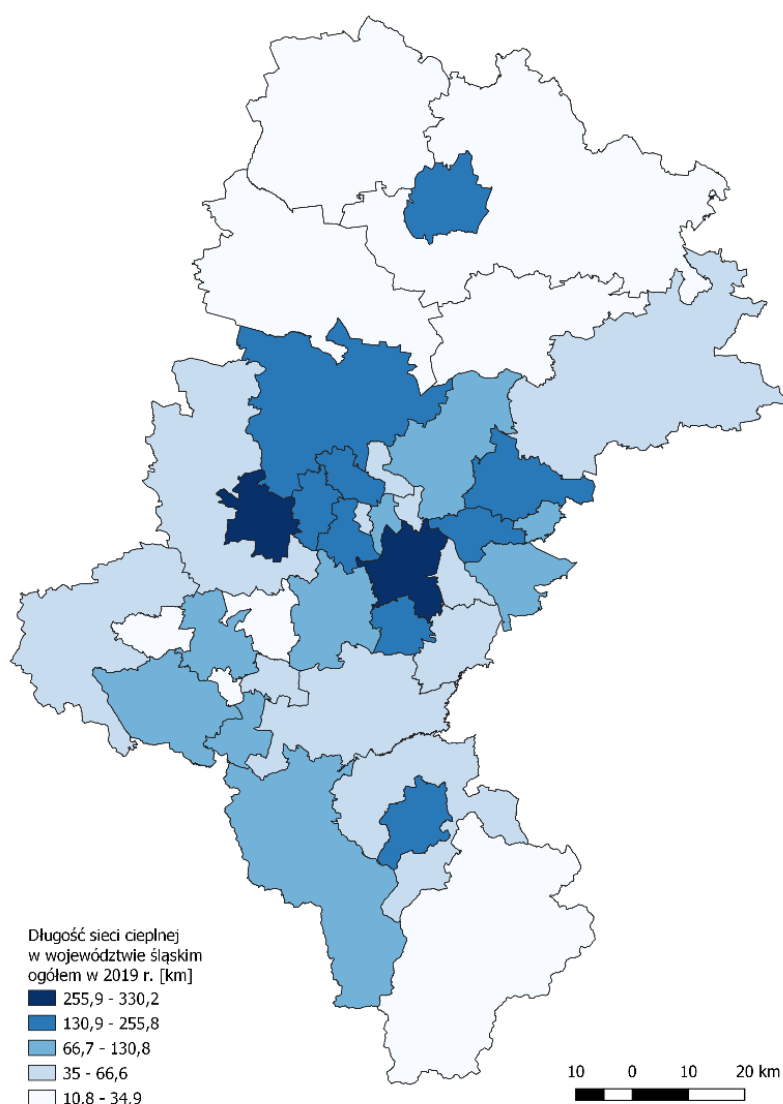 Długość sieci cieplnej
w województwie śląskim
ogółem w 2019 r. [km]
255,9 - 330,2
130,9 - 255,8
66,7 - 130,8
35 - 66,6
10,8 - 34,9
10 0 10 20 km